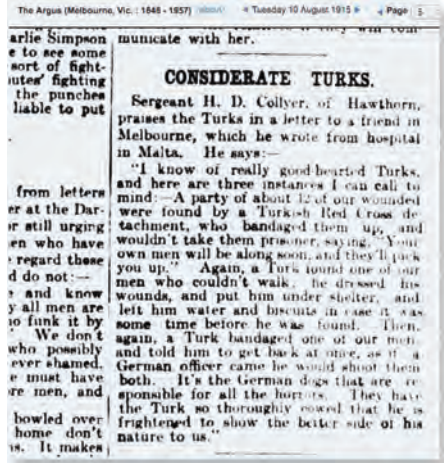 The Argus (Melbourne, Vic. : 1848 - 1957) about « Tuesday 10 August 1915 » Page
arlie Simpson
e to see some
sort of fight-
utes' fighting
the punches
liable to put
from letters
er at the Dar-
or still urging
en who have
regard these
d do not:—
and know
y all men are
to funk it by
We don't
who possibly
ever shamed.
e must have
re men, and
bowled over
home don't
s. It makes
municate with her.
CONSIDERATE TURKS.
Sergeant H. D. Collyer, of Hawthorn,
praises the Turks in a letter to a friend in
Melbourne, which he wrote from hospital
in Malta. He says:—
"I know of really good-hearted Turks,
and here are three instances I can call to
mind:—A party of about 12 of our wounded
were found by a Turkish Red Cross de-
tachment, who bandaged them up, and
wouldn't take them prisoner, saying, "Your
own men will be along soon, and they'll pick
you up." Again, a Turk found one of our
men who couldn't walk. he dressed his
wounds, and put him under shelter, and
left him water and biscuits in case it was
some time before he was found. Then,
again, a Turk bandaged one of our men,
and told him to get back at once, as if a
German officer came he would shoot them
both. It's the German dogs that are re-
sponsible for all the horrors. They have
the Turk so thoroughly cowed that he is
frightened to show the better side of his
nature to us."